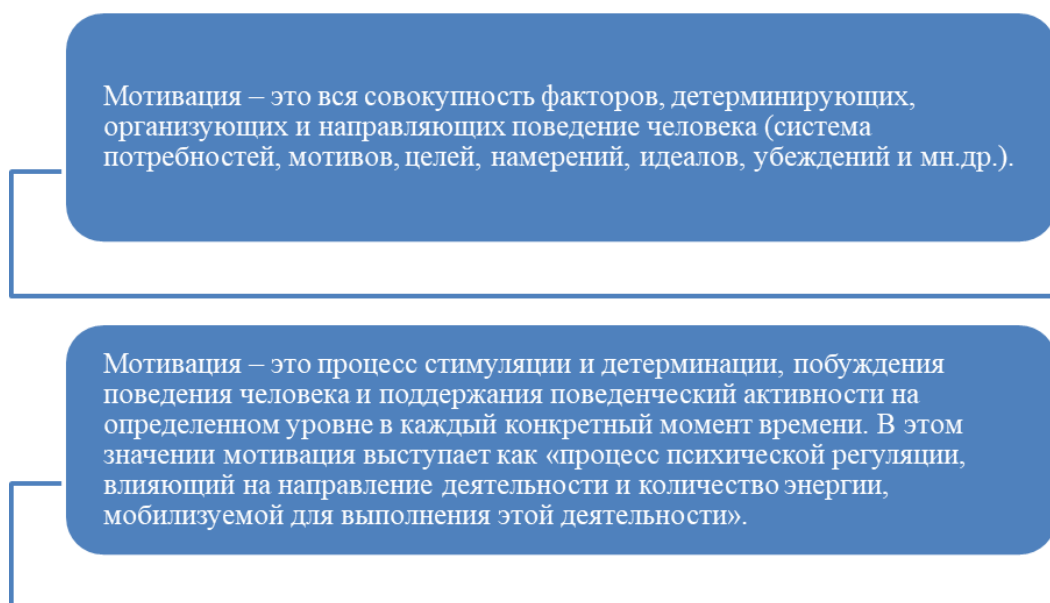 Мотивация – это вся совокупность факторов, детерминирующих,
организующих и направляющих поведение человека (система
потребностей, мотивов, целей, намерений, идеалов, убеждений и мн.др.).
Мотивация – это процесс стимуляции и детерминации, побуждения
поведения человека и поддержания поведенческий активности на
определенном уровне в каждый конкретный момент времени. В этом
значении мотивация выступает как «процесс психической регуляции,
влияющий на направление деятельности и количество энергии,
мобилизуемой для выполнения этой деятельности».